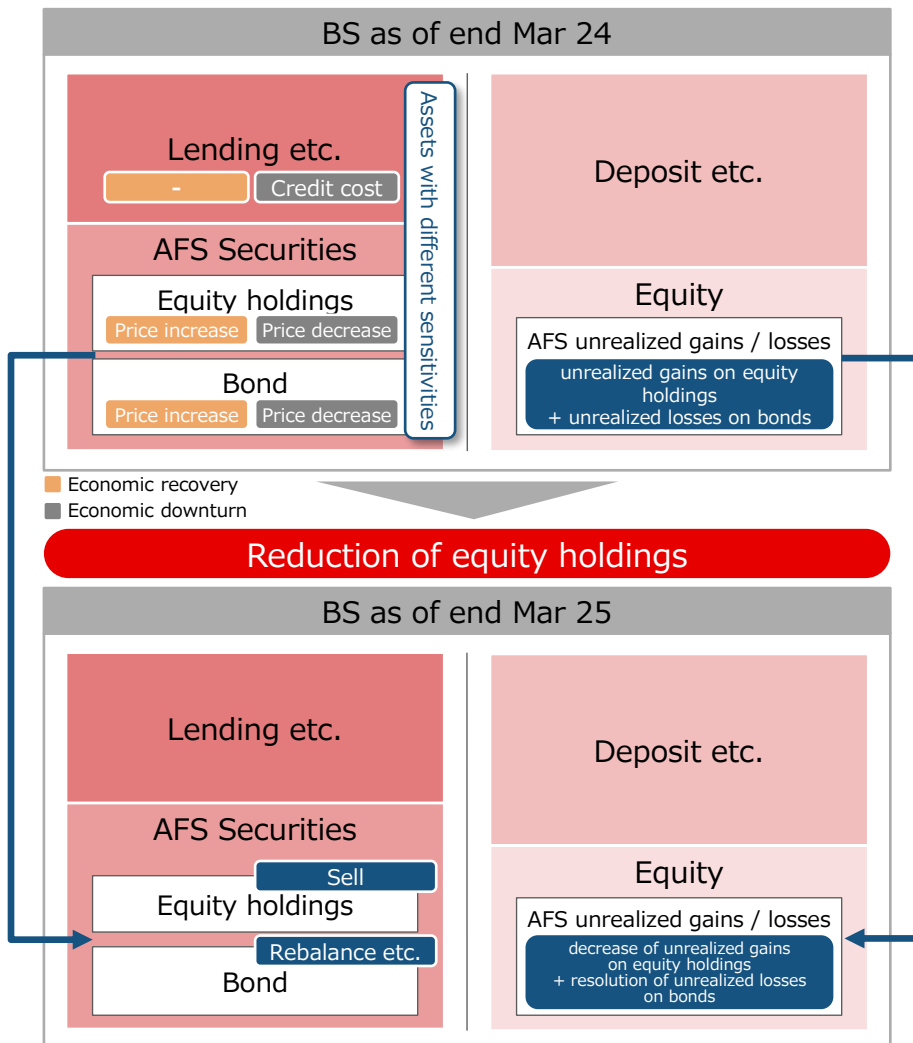 BS as of end Mar 24
Lending etc.
-
Credit cost
AFS Securities
Equity holdings
Price increase
Price decrease
Bond
Price increase
Price decrease
Assets with different sensitivities
Deposit etc.
Equity
AFS unrealized gains / losses
unrealized gains on equity
holdings
+ unrealized losses on bonds
Economic recovery
Economic downturn
Reduction of equity holdings
BS as of end Mar 25
Lending etc.
AFS Securities
Sell
Equity holdings
Rebalance etc.
Bond
Deposit etc.
Equity
AFS unrealized gains / losses
decrease of unrealized gains
on equity holdings
+ resolution of unrealized losses
on bonds